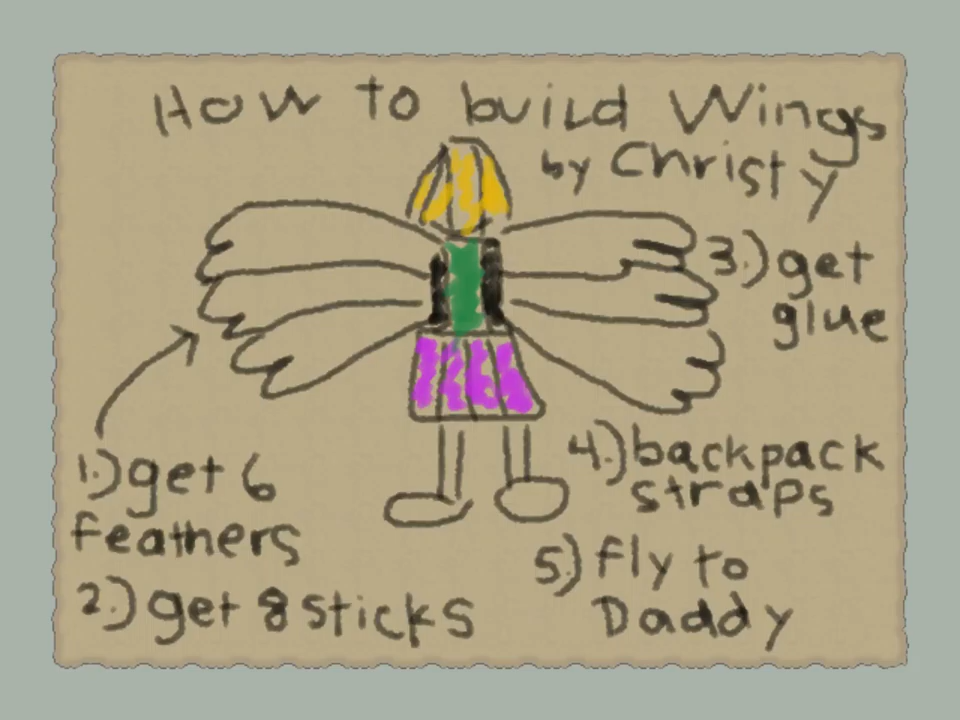 How to build Wings
by Christy
1.) get 6
feathers
2.) get 8 sticks
3.) get
glue
4.) backpack
straps
5.) fly to
Daddy